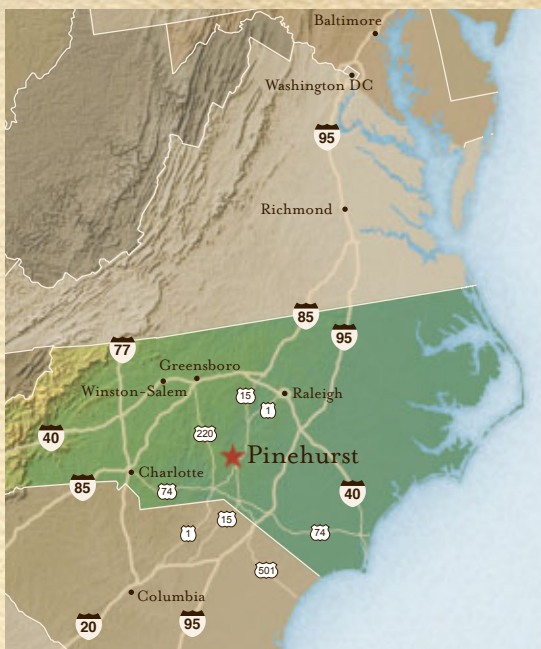 Baltimore
Washington DC
95
Richmond
85
95
77
Greensboro
Winston-Salem
15
Raleigh
1
220
40
Pinehurst
Charlotte
85
74
40
15
1
74
501
Columbia
20
95